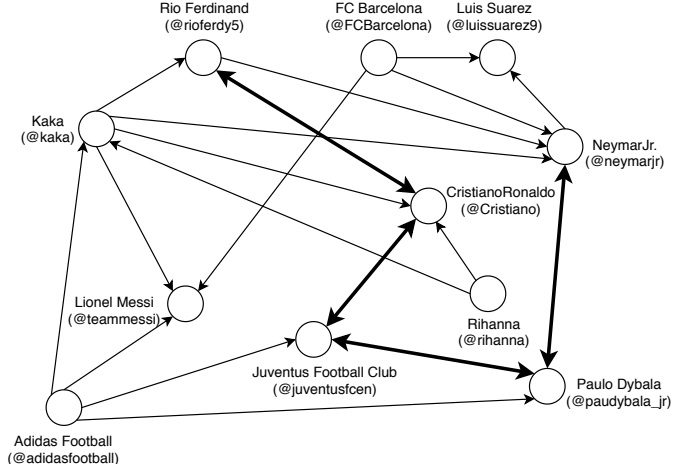 Rio Ferdinand
(@rioferdy5)
FC Barcelona
(@FCBarcelona)
Luis Suarez
(@luissuarez9)
Kaka
(@kaka)
NeymarJr.
(@neymarjr)
CristianoRonaldo
(@Cristiano)
Lionel Messi
(@teammessi)
Rihanna
(@rihanna)
Juventus Football Club
(@juventusfcen)
Paulo Dybala
(@paudybala_jr)
Adidas Football
(@adidasfootball)